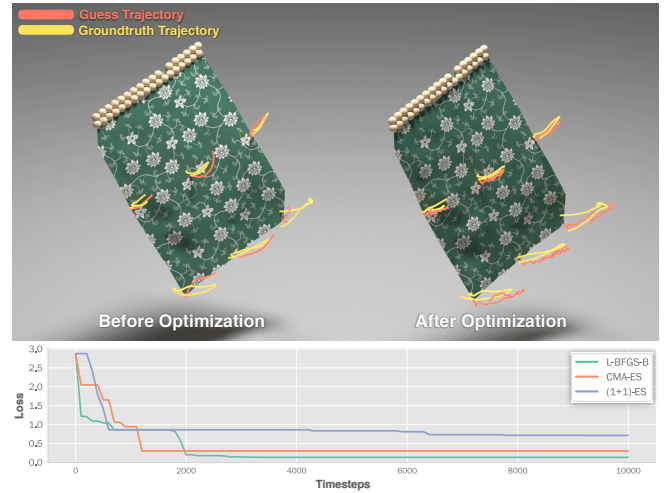 Guess Trajectory
Groundtruth Trajectory
Before Optimization
After Optimization
3.0
2.5
2.0
1.5
1.0
0.5
0.0
Loss
L-BFGS-B
CMA-ES
(1+1)-ES
0
2000
4000
6000
8000
10000
Timesteps